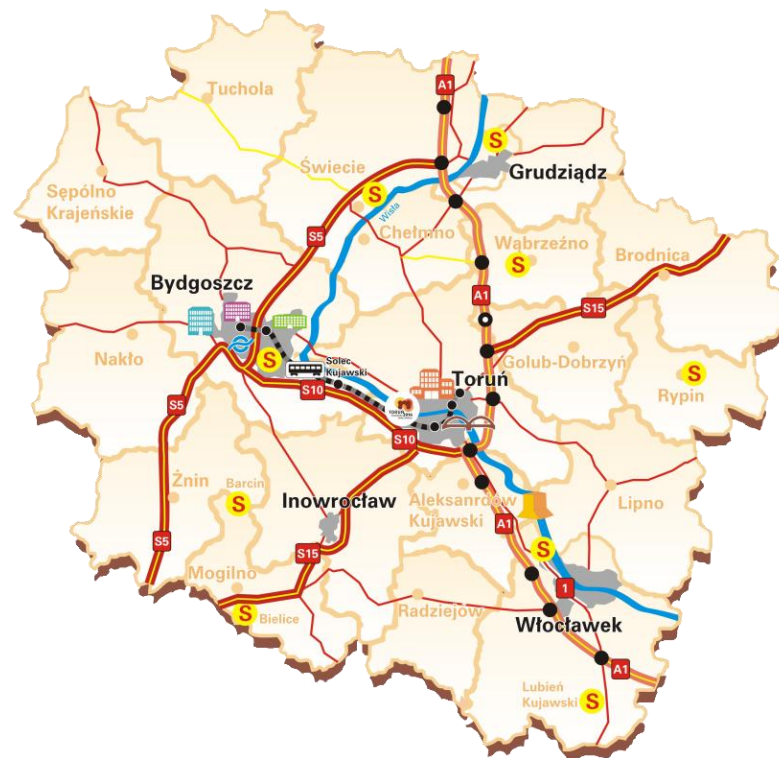 A1
Tuchola
S
Świecie
Grudziądz
Sępólno
Krajeńskie
S
Wisła
Chełmno
S5
Wąbrzeźno
Brodnica
S
Bydgoszcz
A1
S15
Nakło
S
Solec
Kujawski
Golub-Dobrzyń
Toruń
S
Rypin
S10
S5
S10
Żnin
Barcin
S
Inowrocław
Aleksanrdów
Kujawski
Lipno
A1
S5
S15
S
Mogilno
1
S
Bielice
Radziejów
Włocławek
A1
Lubień
Kujawski
S